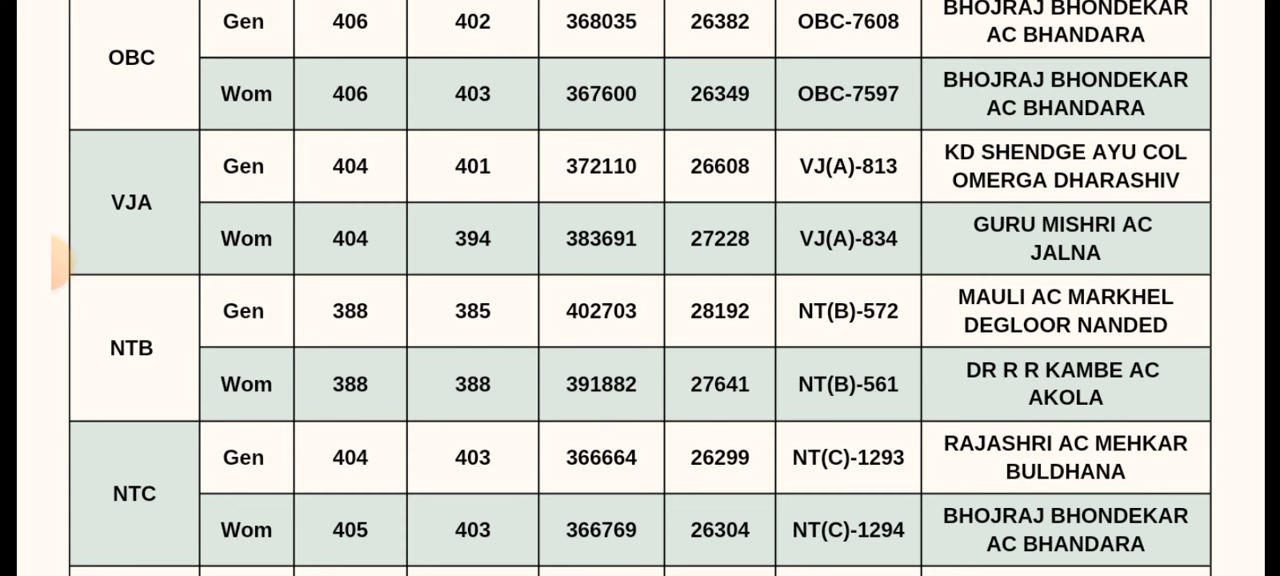 OBC Gen 406 402 368035 26382 OBC-7608 BHOJRAJ BHONDEKAR
AC BHANDARA
Wom 406 403 367600 26349 OBC-7597 BHOJRAJ BHONDEKAR
AC BHANDARA
VJA Gen 404 401 372110 26608 VJ(A)-813 KD SHENDGE AYU COL
OMERGA DHARASHIV
Wom 404 394 383691 27228 VJ(A)-834 GURU MISHRI AC
JALNA
NTB Gen 388 385 402703 28192 NT(B)-572 MAULI AC MARKHEL
DEGLOOR NANDED
Wom 388 388 391882 27641 NT(B)-561 DR R R KAMBE AC
AKOLA
NTC Gen 404 403 366664 26299 NT(C)-1293 RAJASHRI AC MEHKAR
BULDHANA
Wom 405 403 366769 26304 NT(C)-1294 BHOJRAJ BHONDEKAR
AC BHANDARA